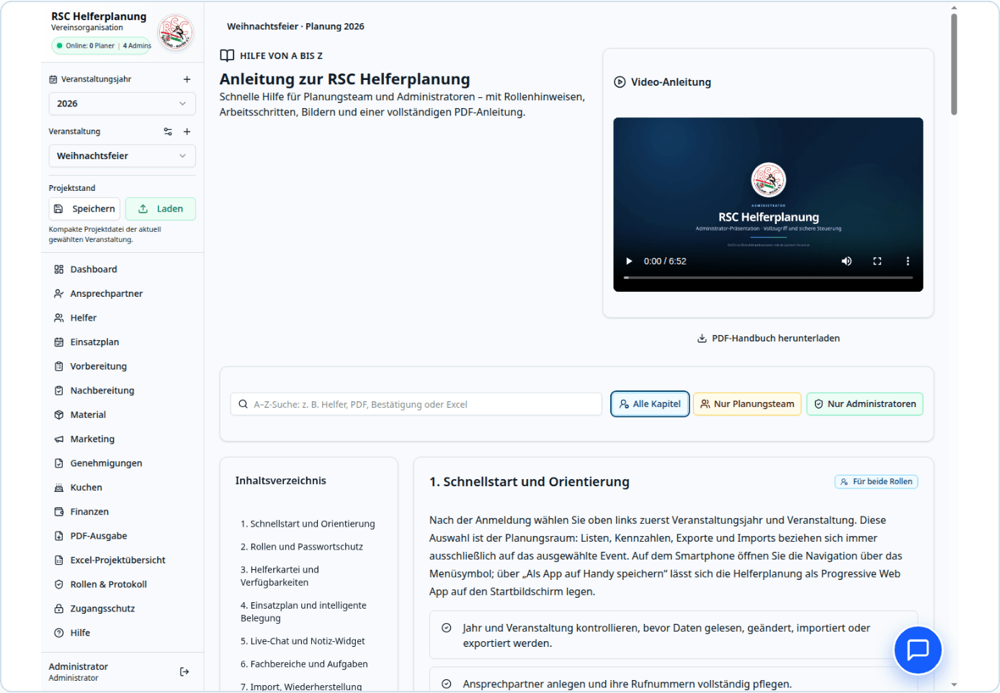 RSC Helferplanung
Vereinsorganisation
Online: 0 Planer | 4 Admins
Veranstaltungsjahr
2026
Veranstaltung
Weihnachtsfeier
Projektstand
Speichern
Laden
Kompakte Projektdatei der aktuell
gewählten Veranstaltung.
Dashboard
Ansprechpartner
Helfer
Einsatzplan
Vorbereitung
Nachbereitung
Material
Marketing
Genehmigungen
Kuchen
Finanzen
PDF-Ausgabe
Excel-Projektübersicht
Rollen & Protokoll
Zugangsschutz
Hilfe
Administrator
Administrator
Weihnachtsfeier · Planung 2026
HILFE VON A BIS Z
Anleitung zur RSC Helferplanung
Schnelle Hilfe für Planungsteam und Administratoren – mit Rollenhinweisen,
Arbeitsschritten, Bildern und einer vollständigen PDF-Anleitung.
Video-Anleitung
RSC
ADMINISTRATOR
RSC Helferplanung
Administrator-Präsentation · Vollzugriff und sichere Steuerung
0:00 / 6:52
PDF-Handbuch herunterladen
A–Z-Suche: z. B. Helfer, PDF, Bestätigung oder Excel
Alle Kapitel
Nur Planungsteam
Nur Administratoren
Inhaltsverzeichnis
1. Schnellstart und Orientierung
2. Rollen und Passwortschutz
3. Helferkartei und
Verfügbarkeiten
4. Einsatzplan und intelligente
Belegung
5. Live-Chat und Notiz-Widget
6. Fachbereiche und Aufgaben
7. Import, Wiederherstellung
1. Schnellstart und Orientierung
Für beide Rollen
Nach der Anmeldung wählen Sie oben links zuerst Veranstaltungsjahr und Veranstaltung. Diese
Auswahl ist der Planungsraum: Listen, Kennzahlen, Exporte und Imports beziehen sich immer
ausschließlich auf das ausgewählte Event. Auf dem Smartphone öffnen Sie die Navigation über das
Menüsymbol; über „Als App auf Handy speichern“ lässt sich die Helferplanung als Progressive Web
App auf den Startbildschirm legen.
Jahr und Veranstaltung kontrollieren, bevor Daten gelesen, geändert, importiert oder
exportiert werden.
Ansprechpartner anlegen und ihre Rufnummern vollständig pflegen.